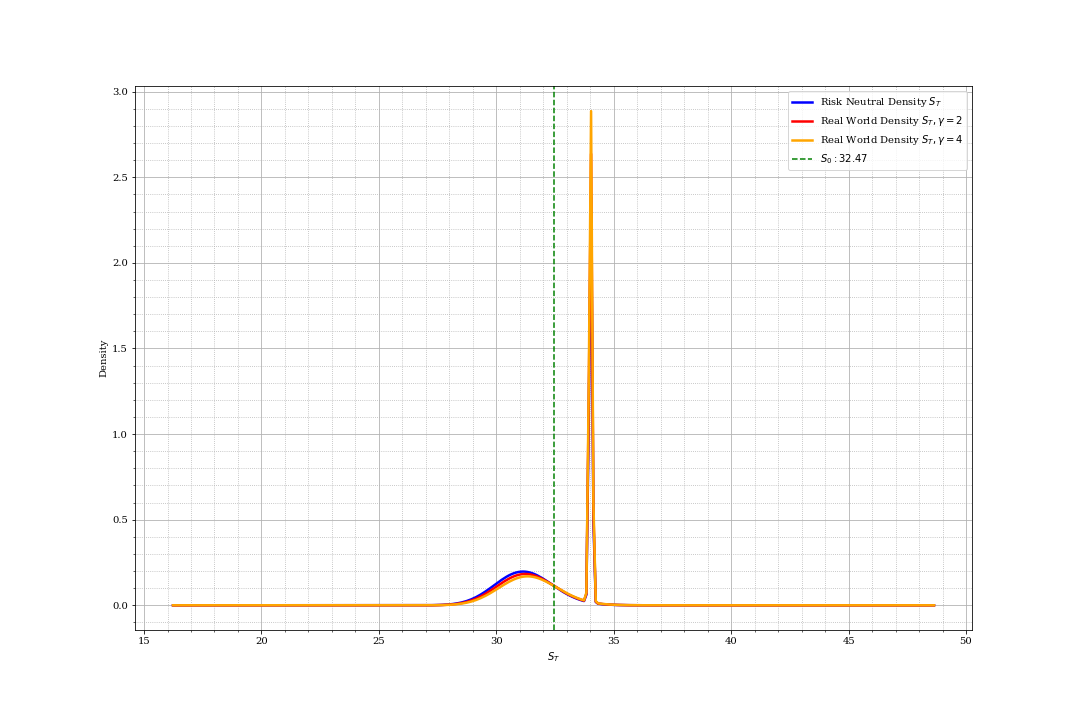 3.0
2.5
2.0
1.5
1.0
0.5
0.0
Density
15 20 25 30 35 40 45 50
S_T
Risk Neutral Density S_T
Real World Density S_T, γ = 2
Real World Density S_T, γ = 4
S_0 : 32.47